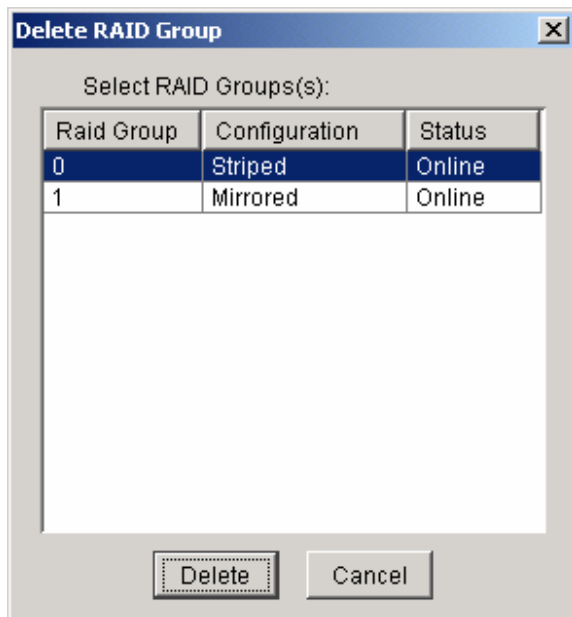 Delete RAID Group
Select RAID Groups(s):
Raid Group Configuration Status
0 Striped Online
1 Mirrored Online
Delete Cancel